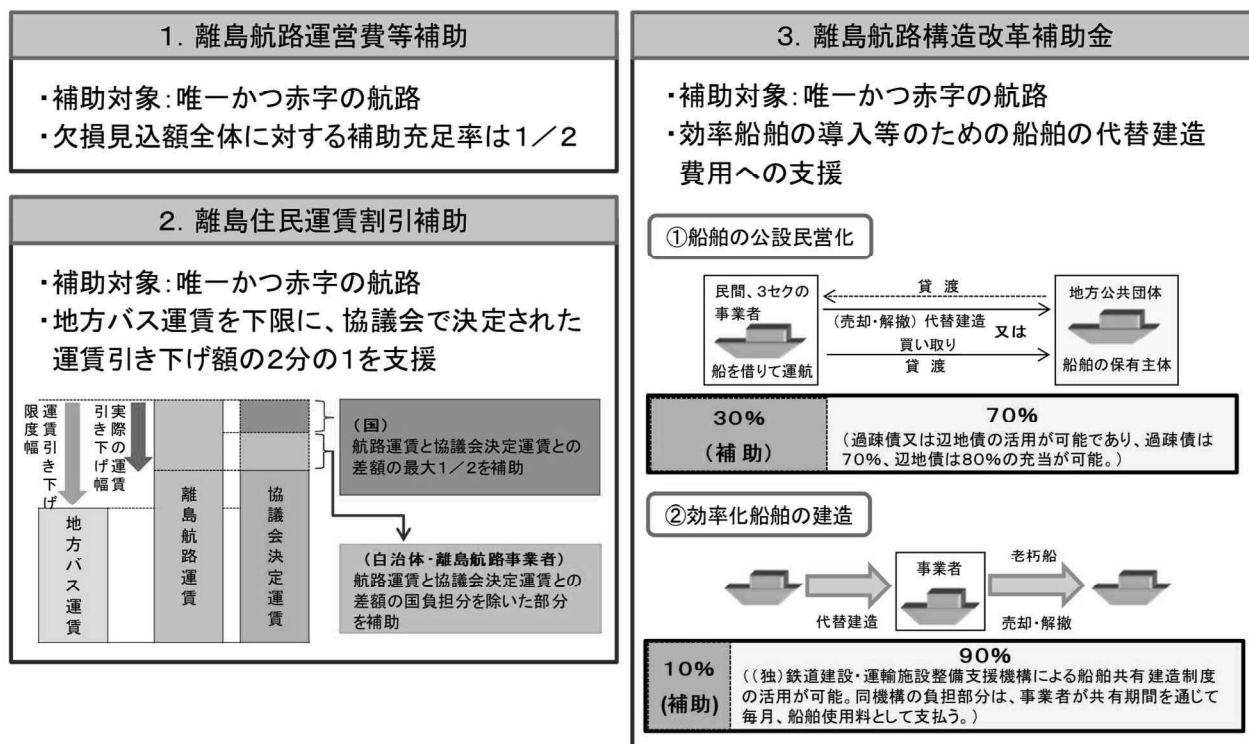 1．離島航路運営費等補助
・補助対象：唯一かつ赤字の航路
・欠損見込額全体に対する補助充足率は１／２
2．離島住民運賃割引補助
・補助対象：唯一かつ赤字の航路
・地方バス運賃を下限に、協議会で決定された
運賃引き下げ額の2分の1を支援
運賃引き下げ
限度幅
実際の運賃
引き下げ幅
地方バス運賃
離島航路運賃
協議会決定運賃
（国）
航路運賃と協議会決定運賃との
差額の最大１／２を補助
（自治体・離島航路事業者）
航路運賃と協議会決定運賃との
差額の国負担分を除いた部分
を補助
3．離島航路構造改革補助金
・補助対象：唯一かつ赤字の航路
・効率船舶の導入等のための船舶の代替建造
費用への支援
①船舶の公設民営化
民間、3セクの
事業者
船を借りて運航
貸 渡
（売却・解撤） 代替建造
又は
買い取り
貸 渡
地方公共団体
船舶の保有主体
30%
（補助）
70%
（過疎債又は辺地債の活用が可能であり、過疎債は
70%、辺地債は80%の充当が可能。）
②効率化船舶の建造
代替建造
事業者
老朽船
売却・解撤
10%
(補助)
90%
（（独）鉄道建設・運輸施設整備支援機構による船舶共有建造制度
の活用が可能。同機構の負担部分は、事業者が共有期間を通じて
毎月、船舶使用料として支払う。）